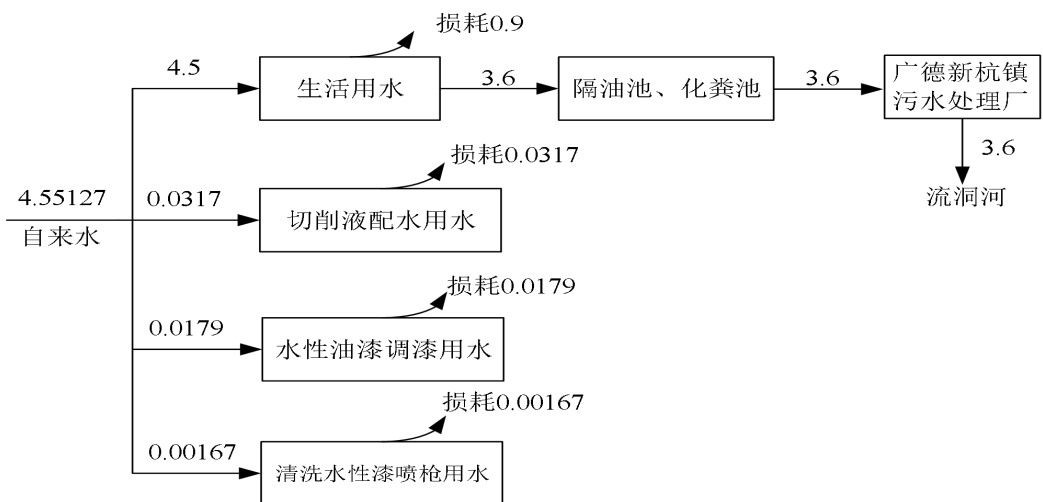 损耗0.9
4.5
生活用水
3.6
隔油池、化粪池
3.6
广德新杭镇
污水处理厂
3.6
流洞河
损耗0.0317
4.55127
自来水
0.0317
切削液配水用水
损耗0.0179
0.0179
水性油漆调漆用水
损耗0.00167
0.00167
清洗水性漆喷枪用水